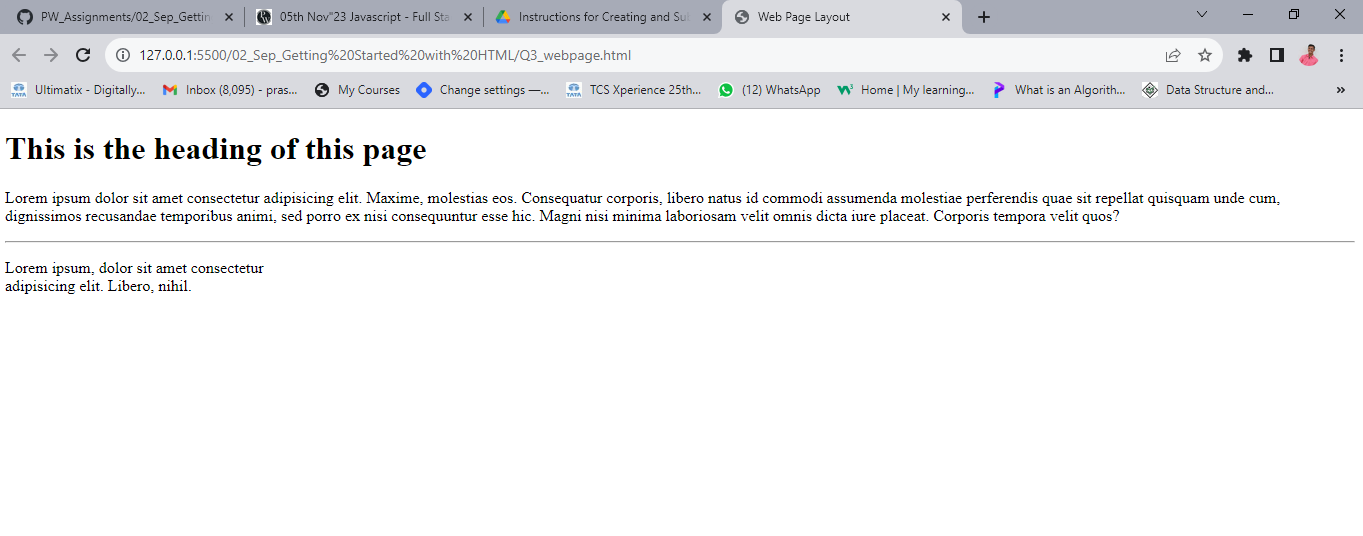 PW_Assignments/02_Sep_Gettin
05th Nov"23 Javascript - Full Sta
Instructions for Creating and Sub
Web Page Layout
127.0.0.1:5500/02_Sep_Getting%20Started%20with%20HTML/Q3_webpage.html
Ultimatix - Digitally...
Inbox (8,095) - pras...
My Courses
Change settings —...
TCS Xperience 25th...
(12) WhatsApp
Home | My learning...
What is an Algorith...
Data Structure and...
»
This is the heading of this page
Lorem ipsum dolor sit amet consectetur adipisicing elit. Maxime, molestias eos. Consequatur corporis, libero natus id commodi assumenda molestiae perferendis quae sit repellat quisquam unde cum,
dignissimos recusandae temporibus animi, sed porro ex nisi consequuntur esse hic. Magni nisi minima laboriosam velit omnis dicta iure placeat. Corporis tempora velit quos?
Lorem ipsum, dolor sit amet consectetur
adipisicing elit. Libero, nihil.